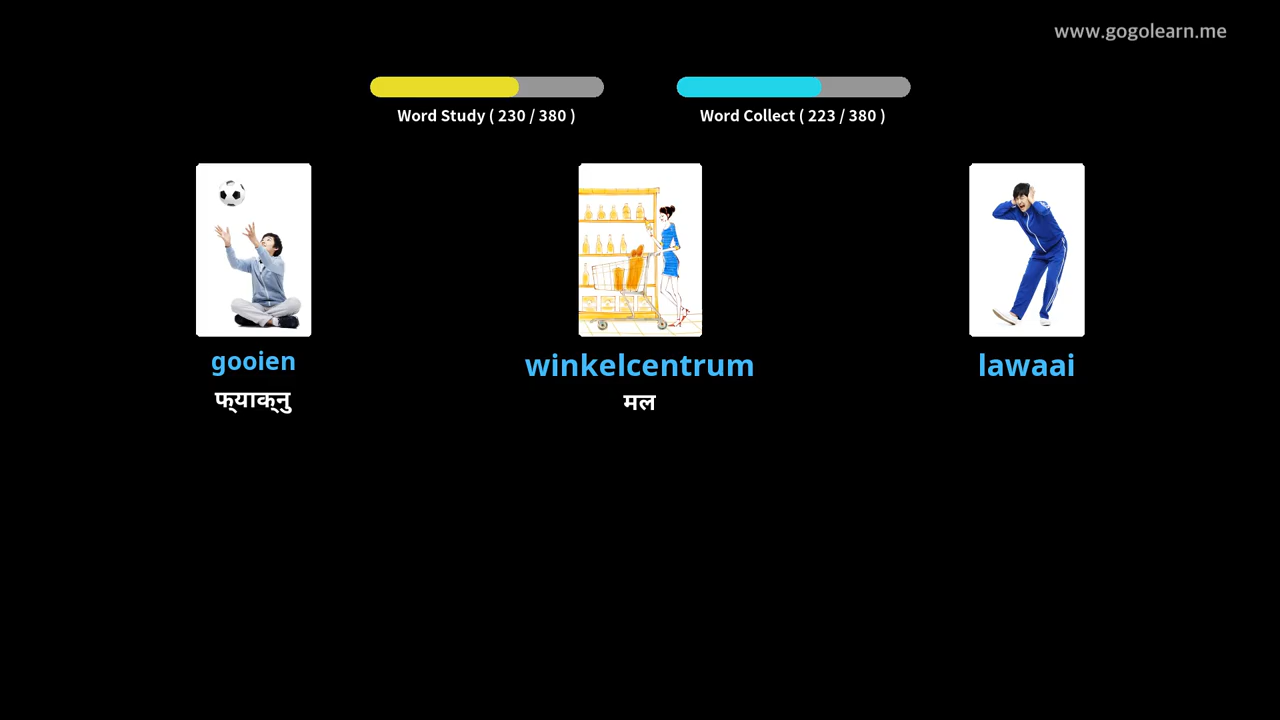 www.gogolearn.me
Word Study ( 230 / 380 )
Word Collect ( 223 / 380 )
gooien
winkelcentrum
lawaai
फ्याक्नु
मल